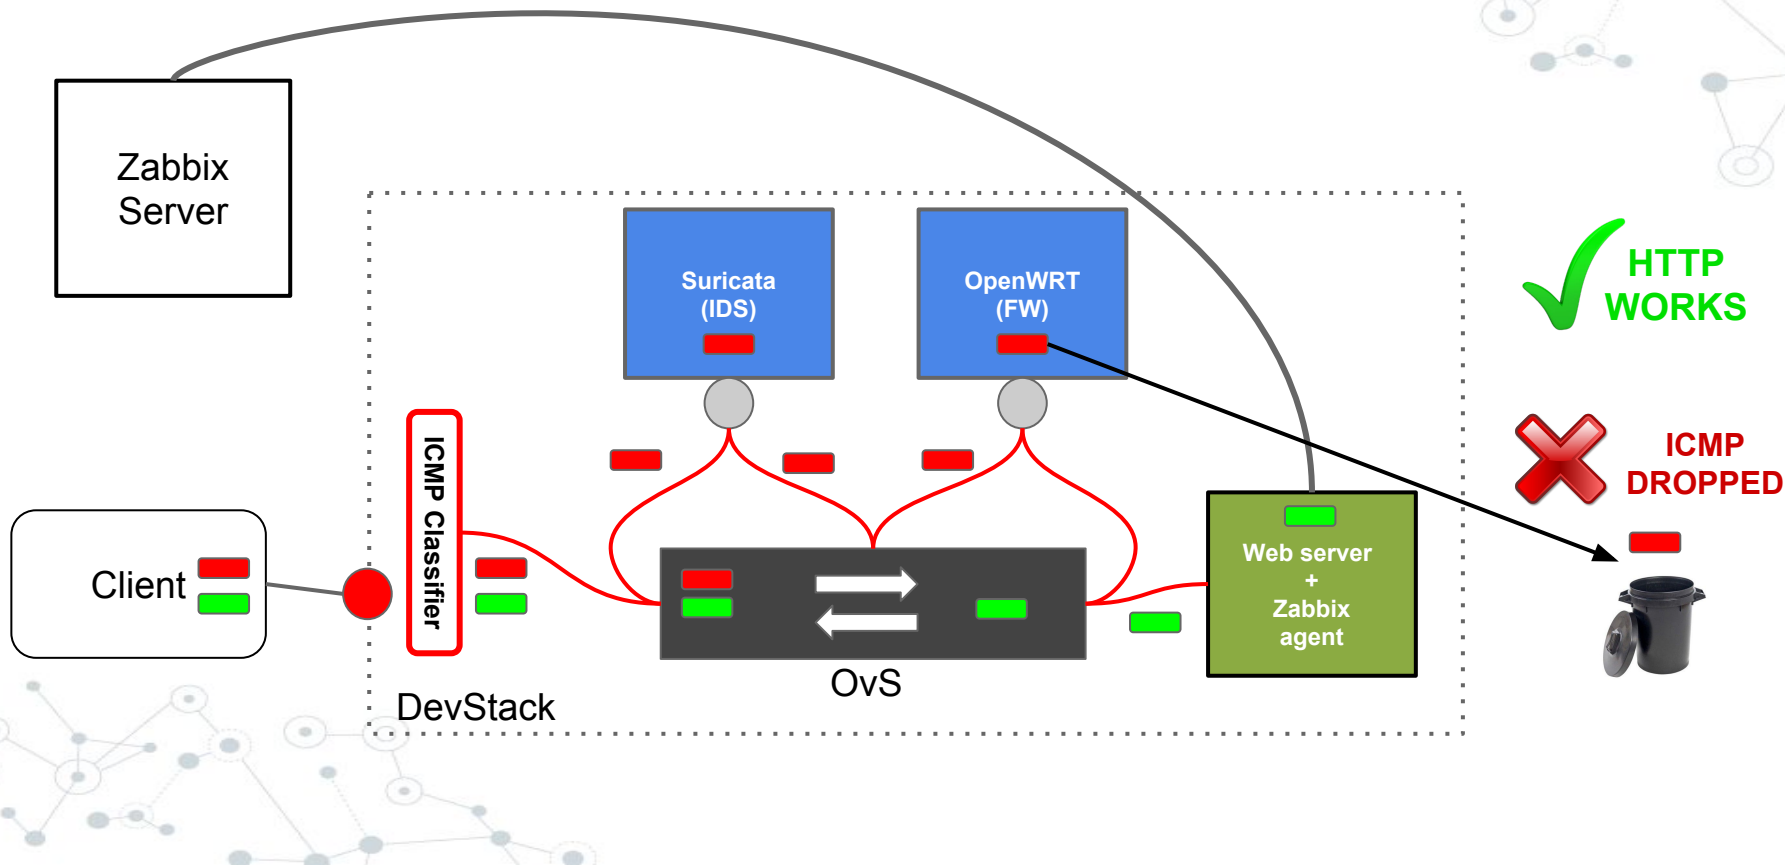 Zabbix
Server
Suricata
(IDS)
OpenWRT
(FW)
HTTP
WORKS
ICMP
DROPPED
ICMP Classifier
Client
Web server
+
Zabbix
agent
OvS
DevStack